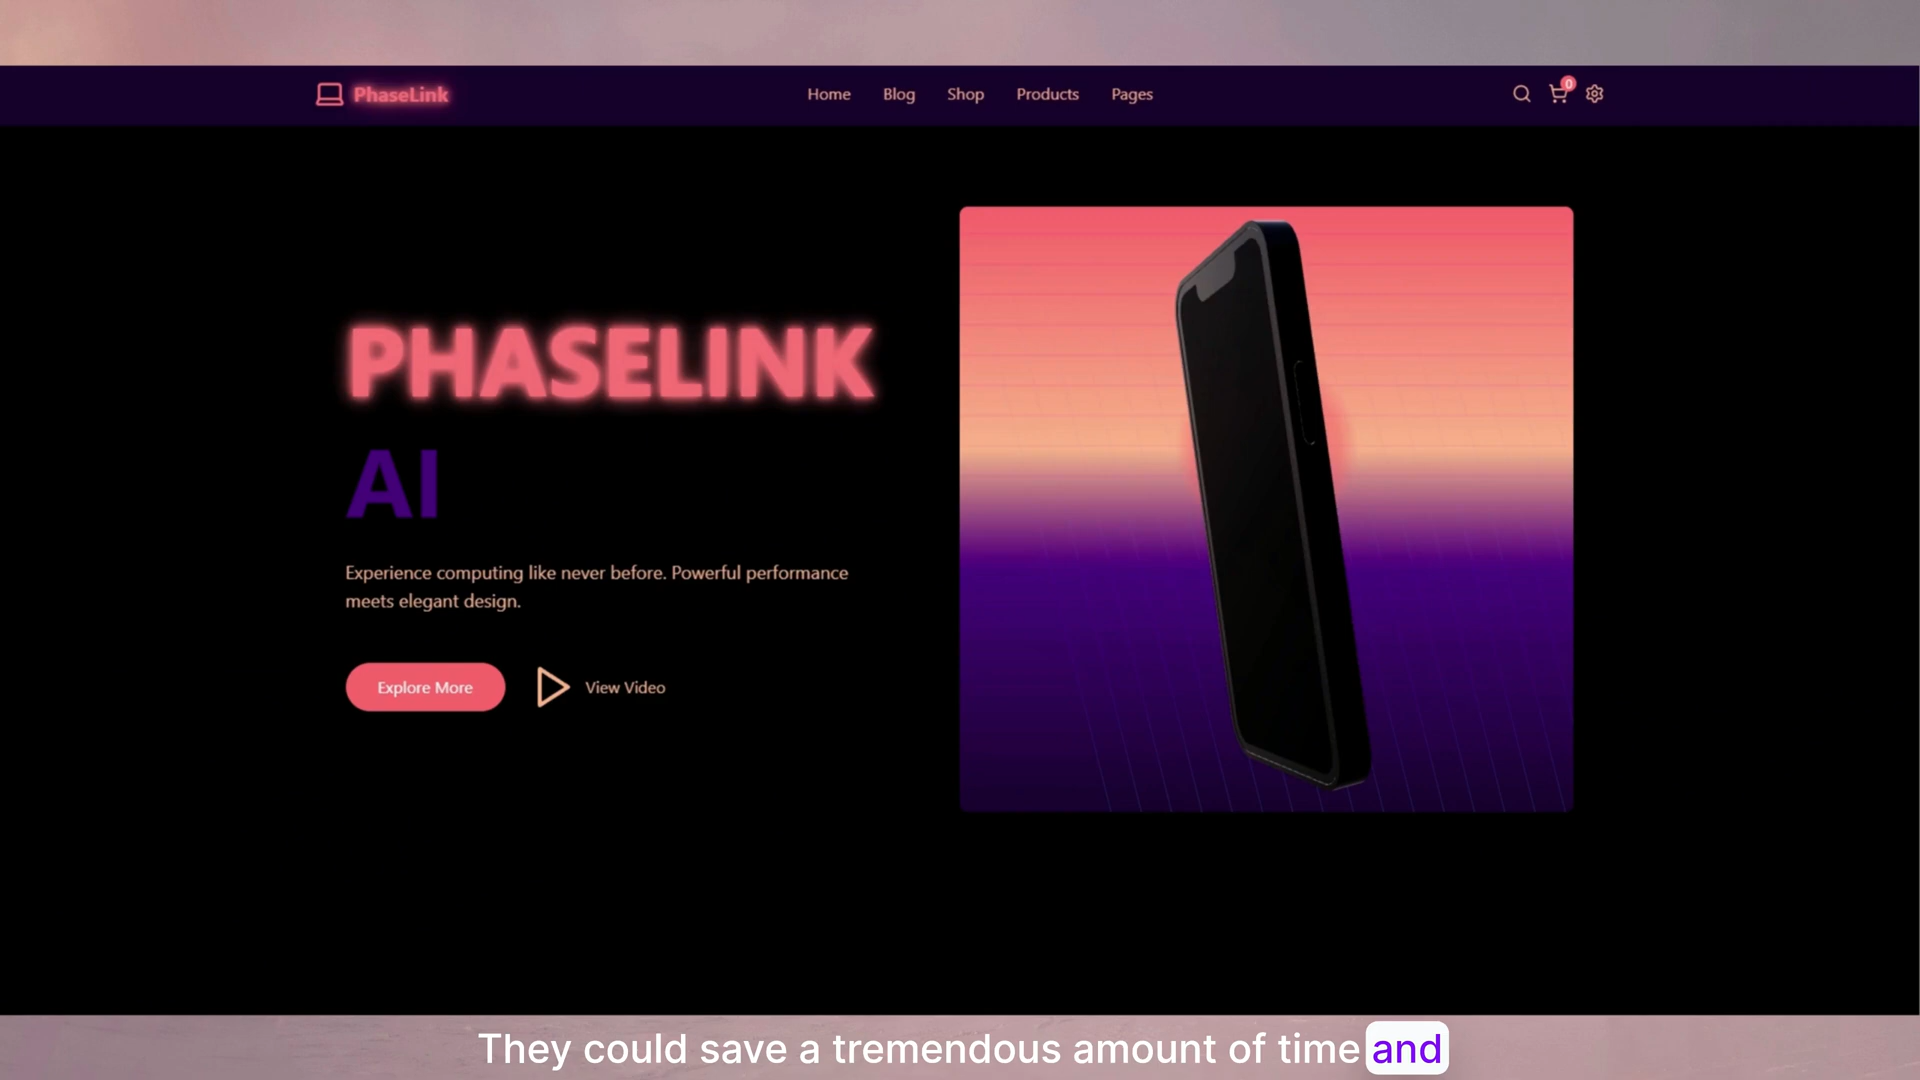 PhaseLink
Home
Blog
Shop
Products
Pages
0
PHASELINK
AI
Experience computing like never before. Powerful performance
meets elegant design.
Explore More
View Video
They could save a tremendous amount of time and